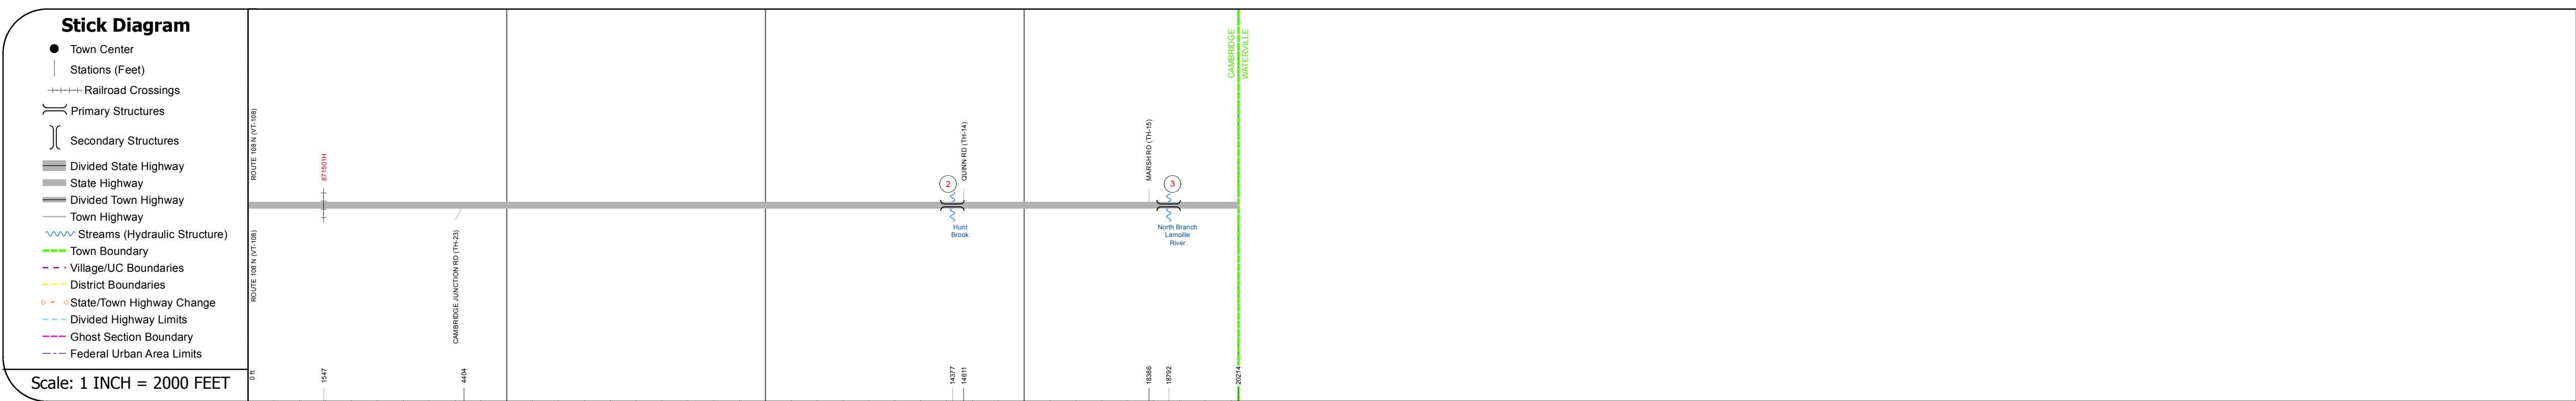 Stick Diagram
Town Center
Stations (Feet)
Railroad Crossings
Primary Structures
Secondary Structures
Divided State Highway
State Highway
Divided Town Highway
Town Highway
Streams (Hydraulic Structure)
Town Boundary
Village/UC Boundaries
District Boundaries
State/Town Highway Change
Divided Highway Limits
Ghost Section Boundary
Federal Urban Area Limits
Scale: 1 INCH = 2000 FEET
ROUTE 108 N (VT-108)
ROUTE 108 N (VT-108)
0 ft
871501H
1547
CAMBRIDGE JUNCTION RD (TH-23)
4404
2
Hunt
Brook
14377
QUINN RD (TH-14)
14611
MARSH RD (TH-15)
18386
3
North Branch
Lamoille
River
18792
CAMBRIDGE
WATERVILLE
20214